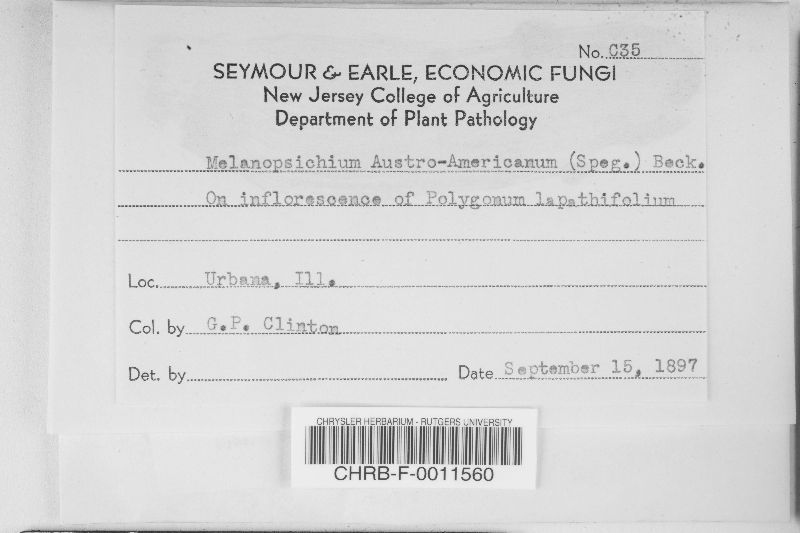 No. C35
SEYMOUR & EARLE, ECONOMIC FUNGI
New Jersey College of Agriculture
Department of Plant Pathology
Melanopsichium Austro-Americanum (Speg.) Beck.
On inflorescence of Polygonum lapathifolium
Loc. Urbana, Ill.
Col. by G.P. Clinton
Det. by
Date September 15, 1897
CHRYSLER HERBARIUM - RUTGERS UNIVERSITY
CHRB-F-0011560